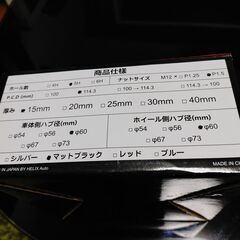 商品仕様
ホール数 □4H ■5H □6H ナットサイズ M12× □P1.25 ■P1.5
P.C.D (mm) □100 ■114.3 □100→114.3 □114.3→100
厚み ■15mm □20mm □25mm □30mm □40mm
車体側ハブ径(mm) ホイール側ハブ径(mm)
□φ54 □φ56 ■φ60 □φ54 □φ56 ■φ60
□φ66 □φ67 □φ73 □φ66 □φ67 □φ73
□シルバー ■マットブラック □レッド □ブルー
IN JAPAN BY HELIX Auto MADE IN C